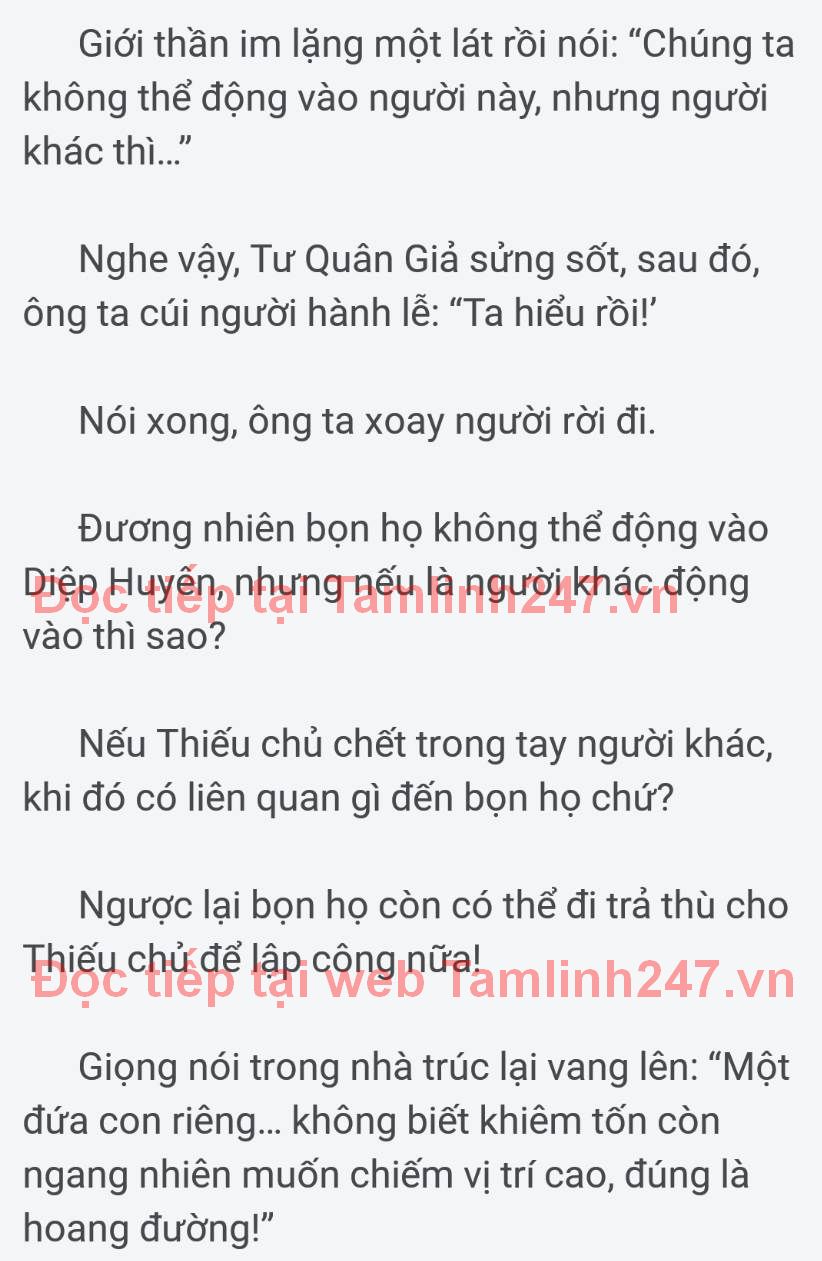 Giới thần im lặng một lát rồi nói: “Chúng ta
không thể động vào người này, nhưng người
khác thì...”
Nghe vậy, Tư Quân Giả sửng sốt, sau đó,
ông ta cúi người hành lễ: “Ta hiểu rồi!’
Nói xong, ông ta xoay người rời đi.
Đương nhiên bọn họ không thể động vào
Diệp Huyền, nhưng nếu là người khác động
Đọc tiếp tại Tamlinh247.vn
vào thì sao?
Nếu Thiếu chủ chết trong tay người khác,
khi đó có liên quan gì đến bọn họ chứ?
Ngược lại bọn họ còn có thể đi trả thù cho
Thiếu chủ để lập công nữa!
Đọc tiếp tại web Tamlinh247.vn
Giọng nói trong nhà trúc lại vang lên: “Một
đứa con riêng... không biết khiêm tốn còn
ngang nhiên muốn chiếm vị trí cao, đúng là
hoang đường!”